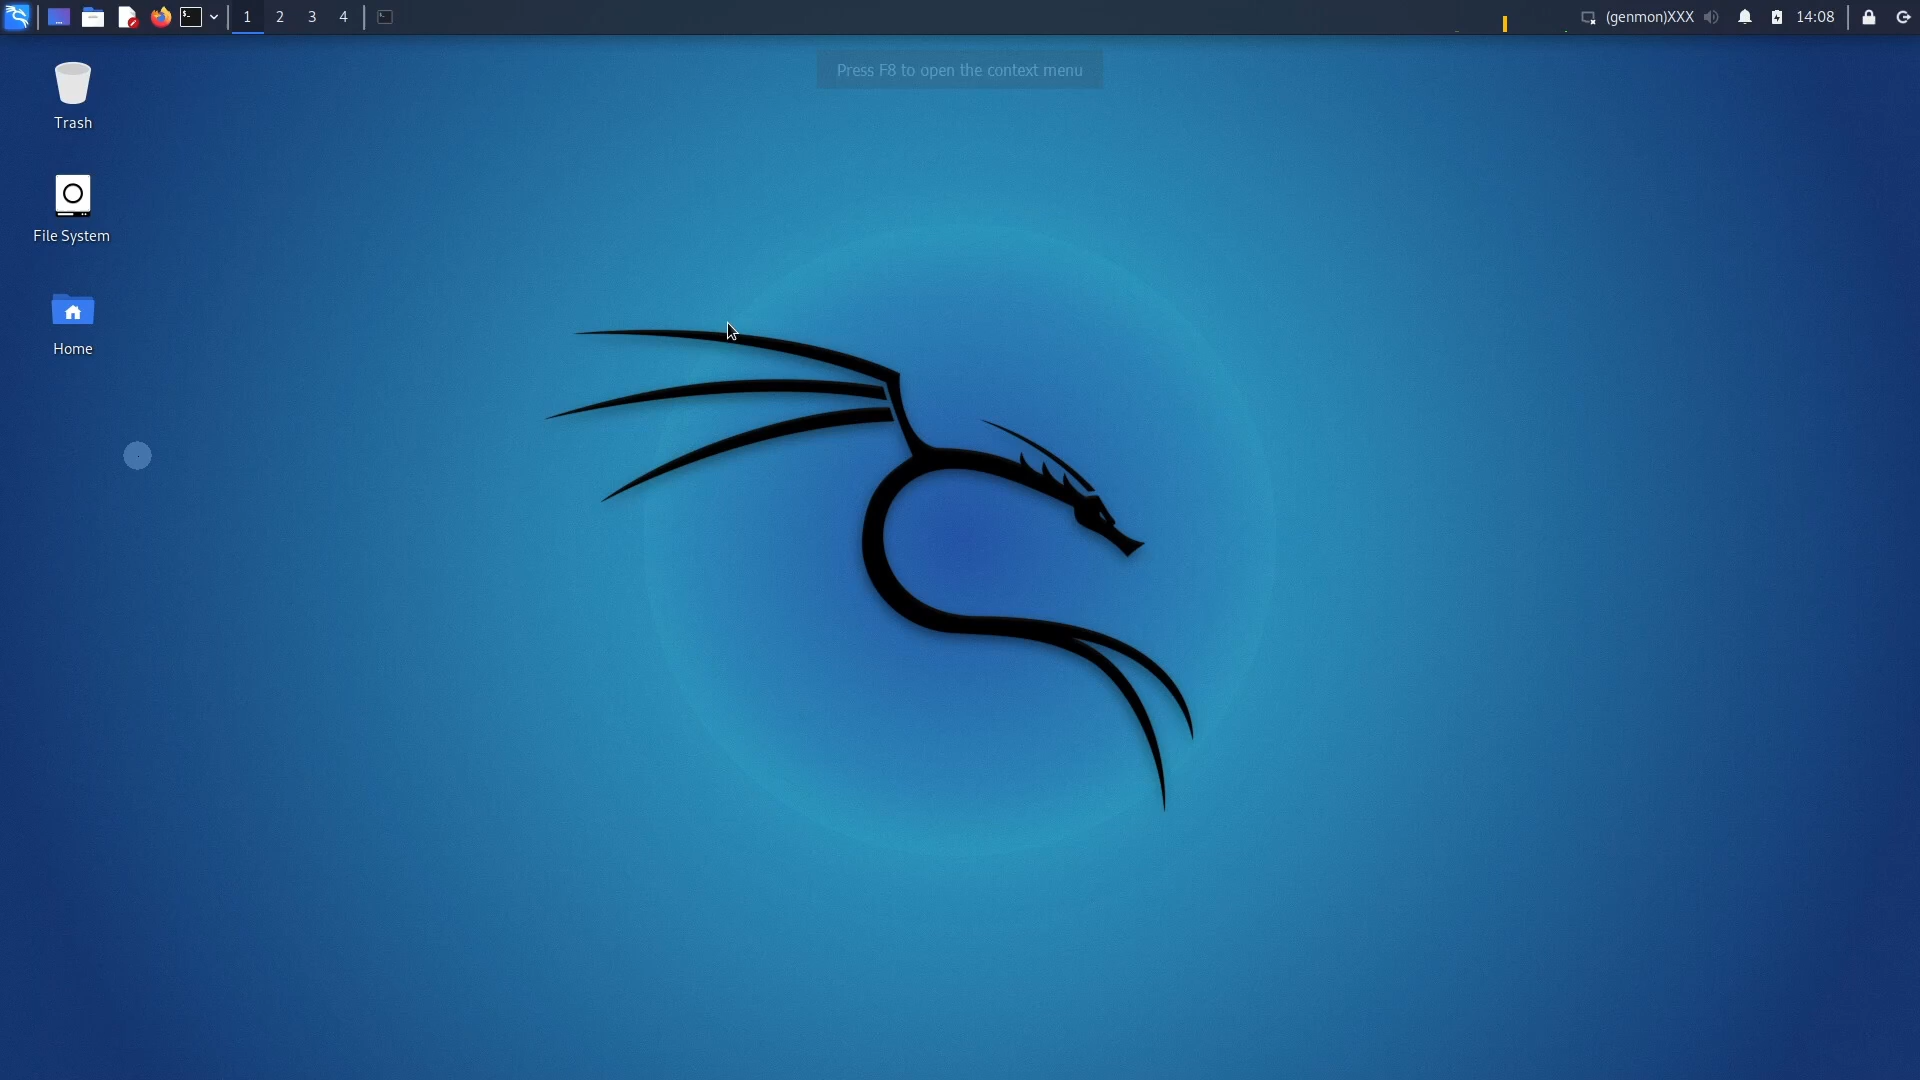 1 2 3 4
(genmon)XXX 14:08
Press F8 to open the context menu
Trash
File System
Home